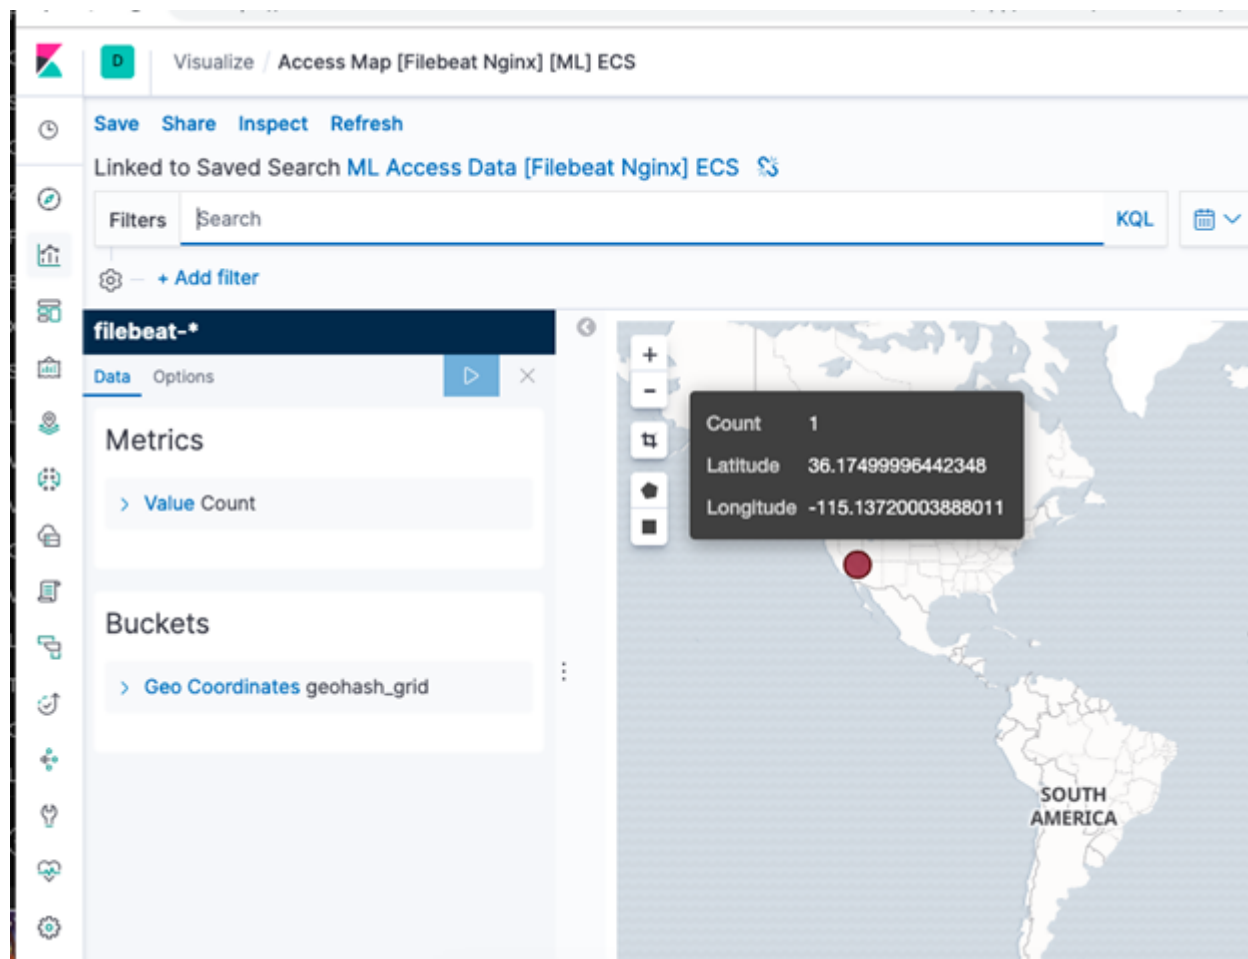 D Visualize / Access Map [Filebeat Nginx] [ML] ECS
Save Share Inspect Refresh
Linked to Saved Search ML Access Data [Filebeat Nginx] ECS
Filters Search KQL
+ Add filter
filebeat-*
Data Options
Metrics
> Value Count
Buckets
> Geo Coordinates geohash_grid
+
−
Count 1
Latitude 36.17499996442348
Longitude -115.13720003888011
SOUTH
AMERICA